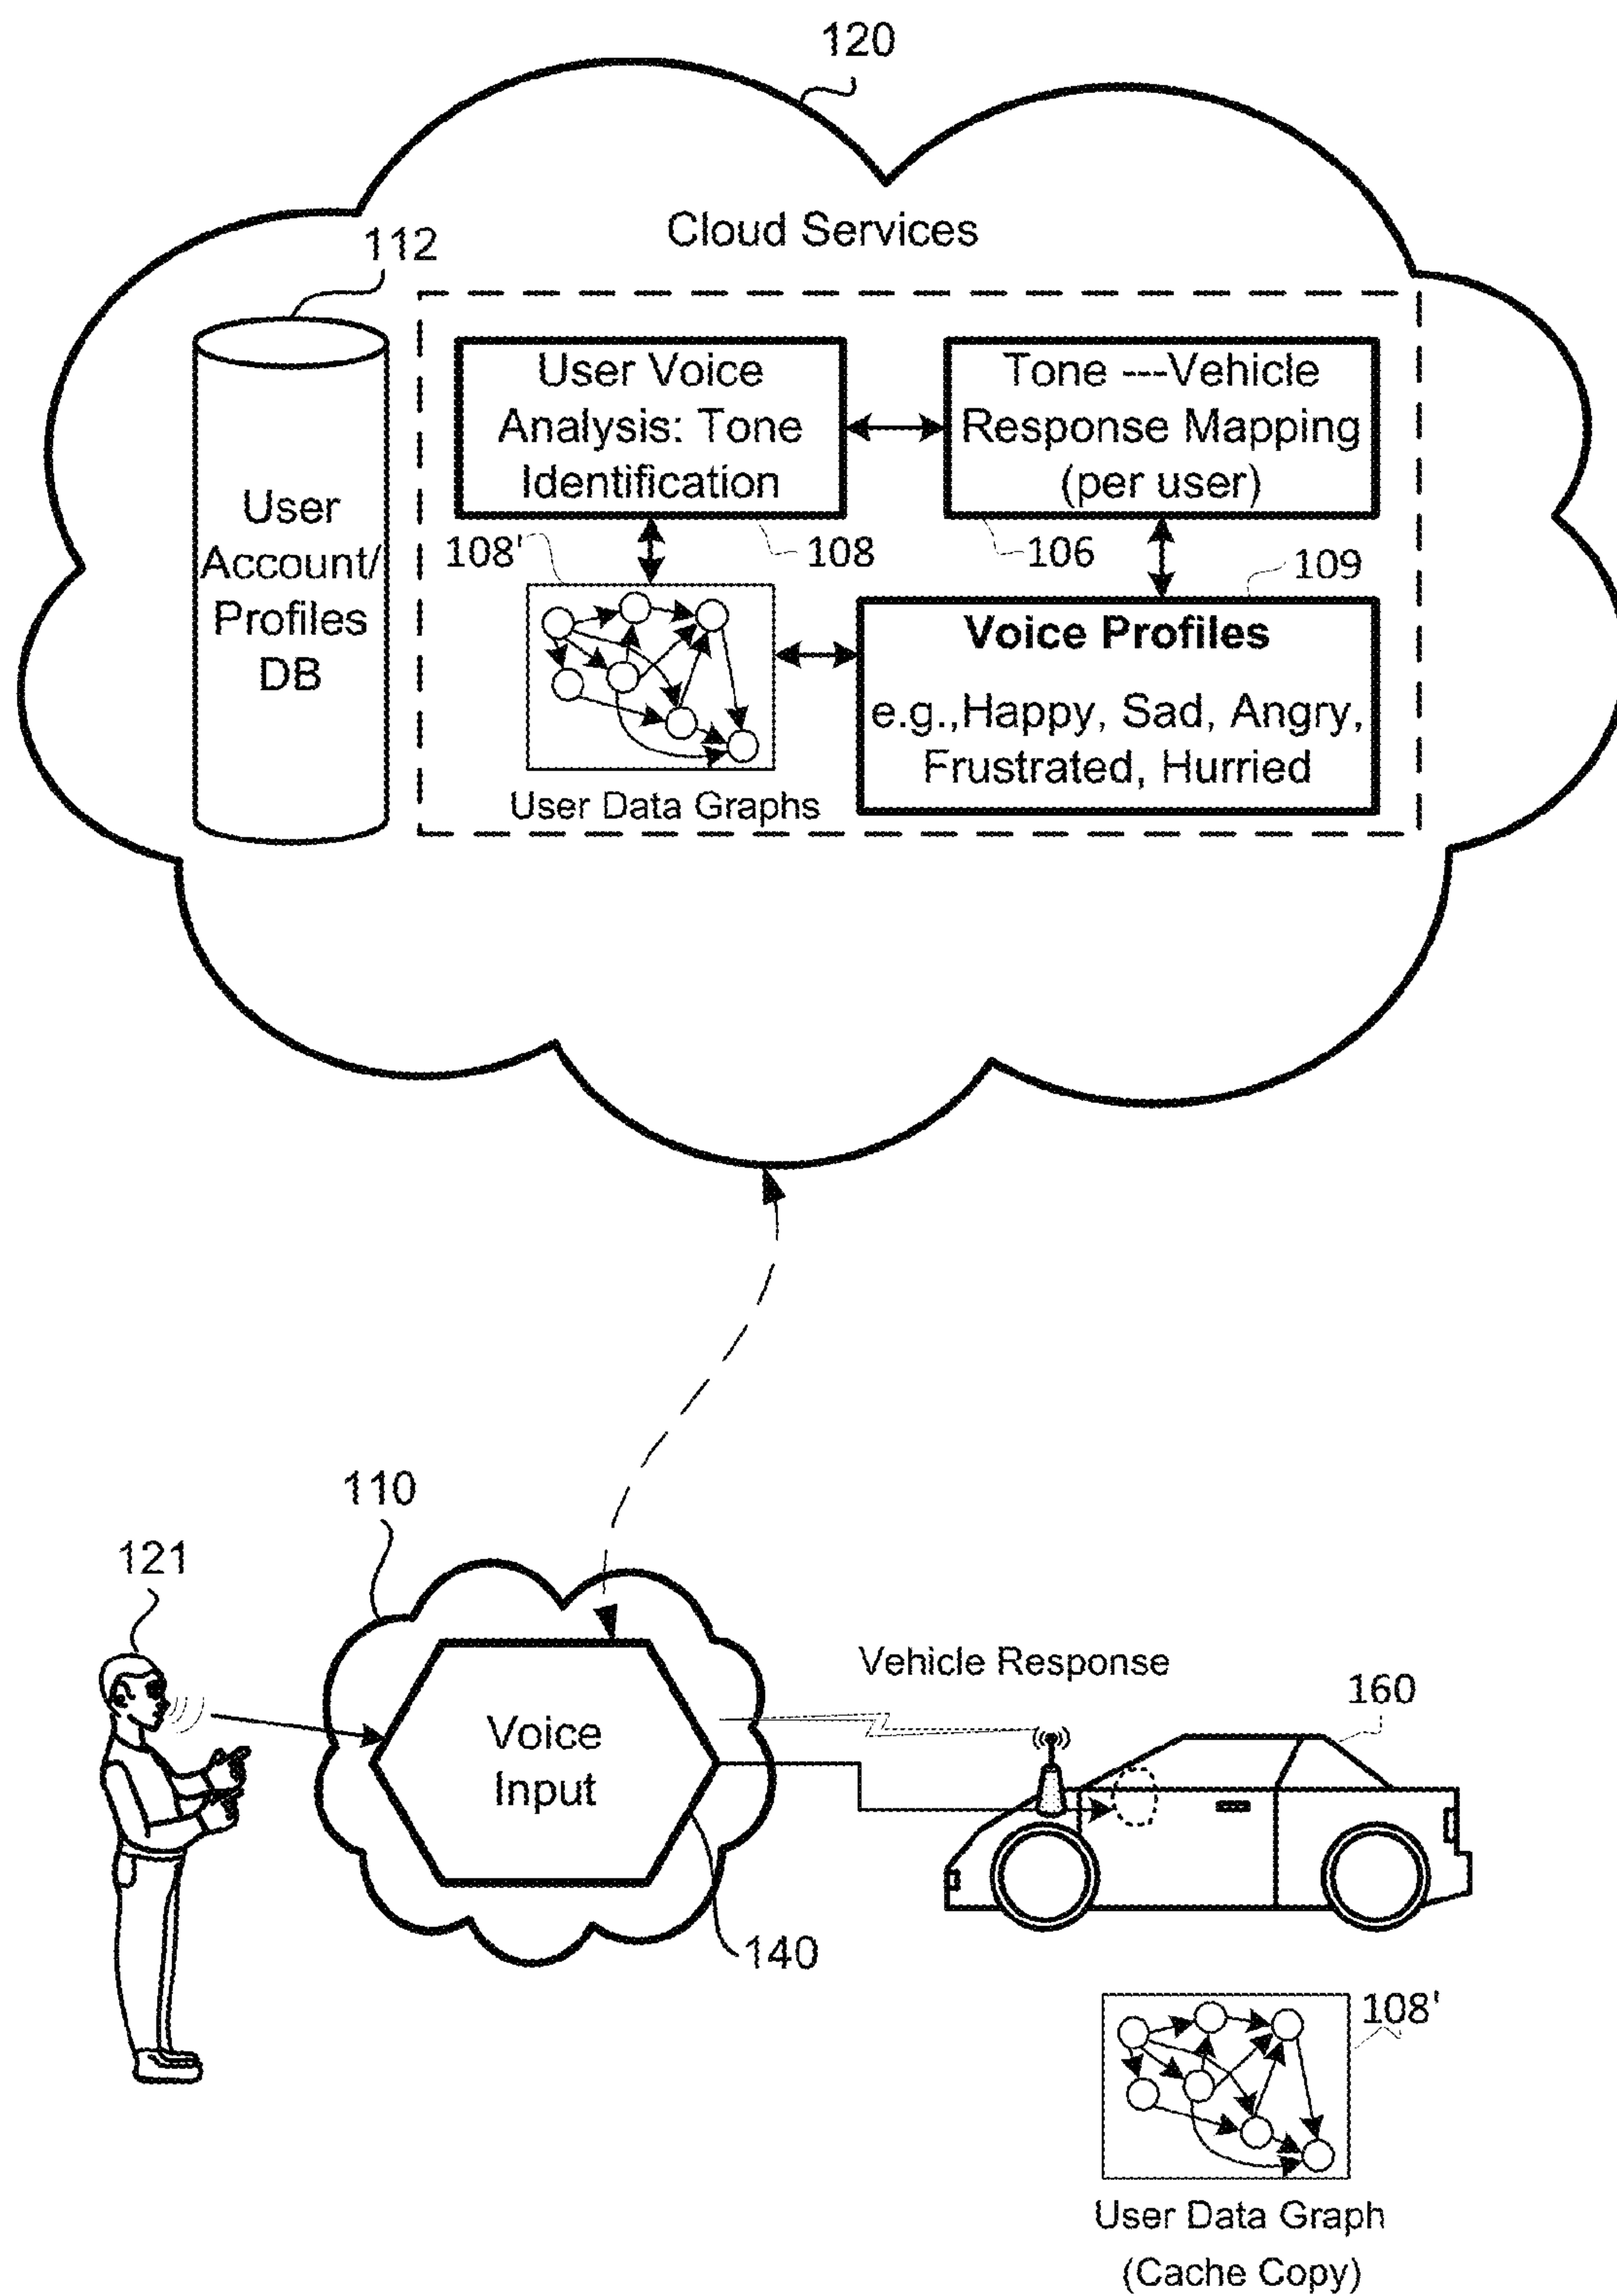 120
Cloud Services
112
User
Account/
Profiles
DB
User Voice
Analysis: Tone
Identification
Tone ---Vehicle
Response Mapping
(per user)
108'
108
106
109
Voice Profiles
e.g.,Happy, Sad, Angry,
Frustrated, Hurried
User Data Graphs
110
121
Voice
Input
Vehicle Response
160
140
108'
User Data Graph
(Cache Copy)